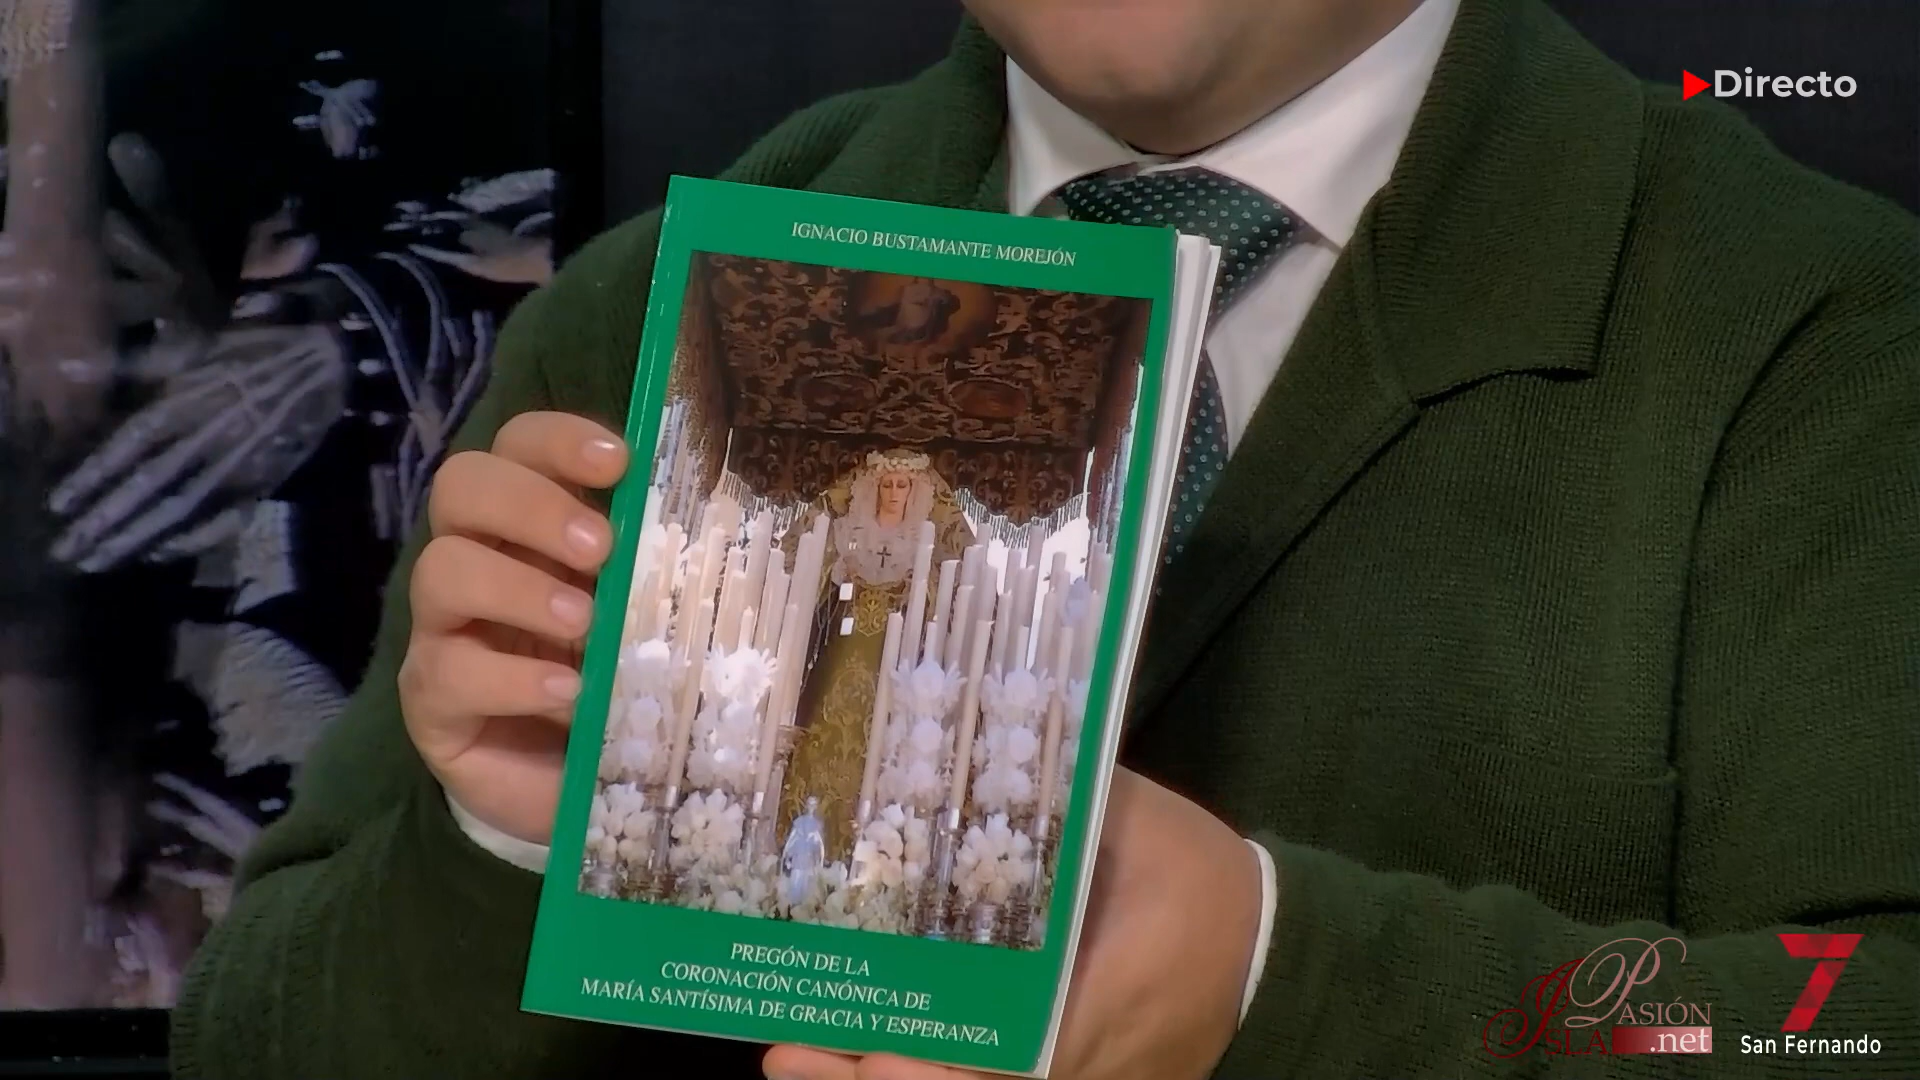 Directo
IGNACIO BUSTAMANTE MOREJÓN
PREGÓN DE LA
CORONACIÓN CANÓNICA DE
MARÍA SANTÍSIMA DE GRACIA Y ESPERANZA
PASIÓN
ISLA
.net
7
San Fernando